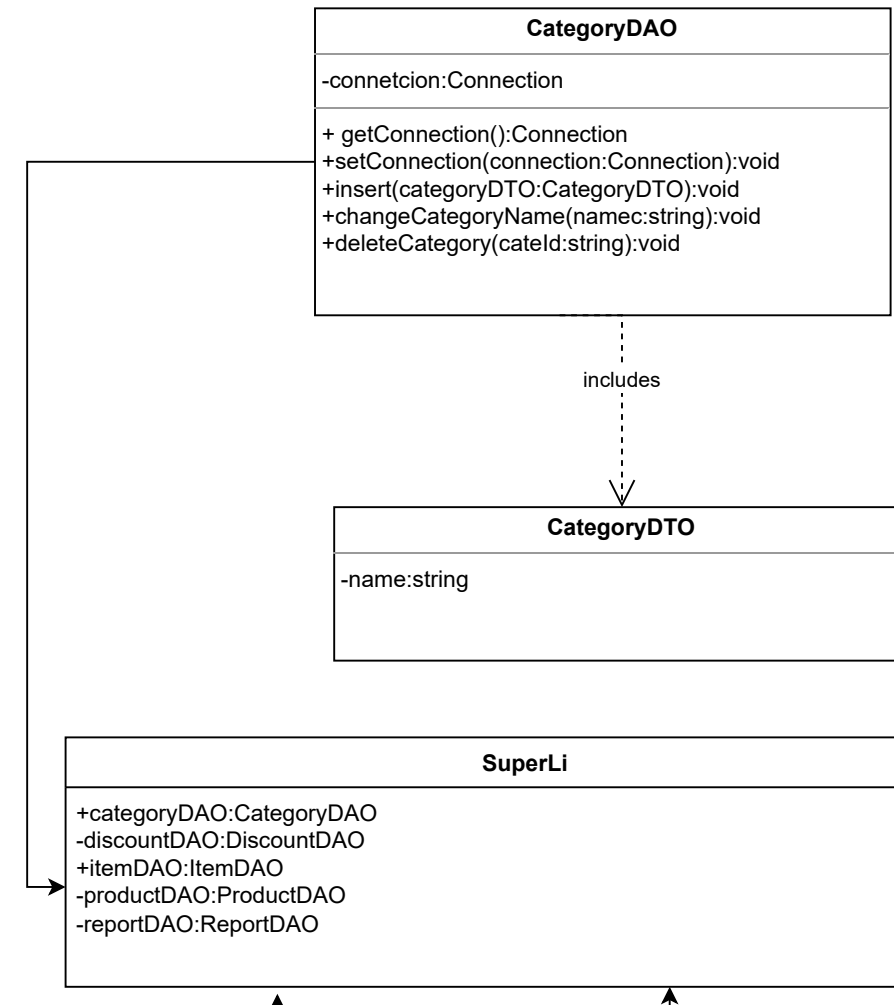 CategoryDAO
-connetcion:Connection
+ getConnection():Connection
+setConnection(connection:Connection):void
+insert(categoryDTO:CategoryDTO):void
+changeCategoryName(namec:string):void
+deleteCategory(cateId:string):void
includes
CategoryDTO
-name:string
SuperLi
+categoryDAO:CategoryDAO
-discountDAO:DiscountDAO
+itemDAO:ItemDAO
-productDAO:ProductDAO
-reportDAO:ReportDAO